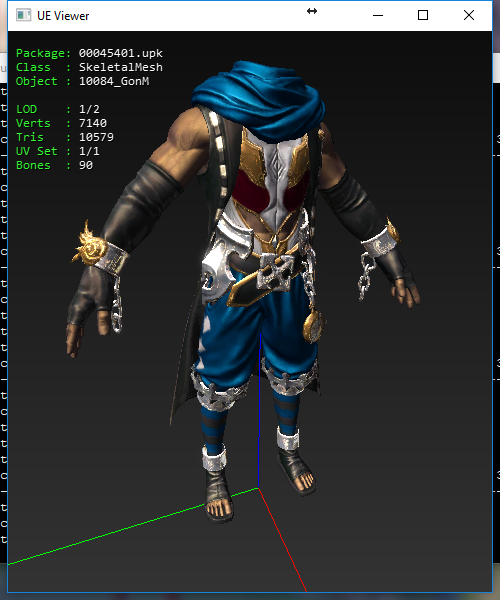 UE Viewer
Package: 00045401.upk
Class : SkeletalMesh
Object : 10084_GonM
LOD : 1/2
Verts : 7140
Tris : 10579
UV Set : 1/1
Bones : 90